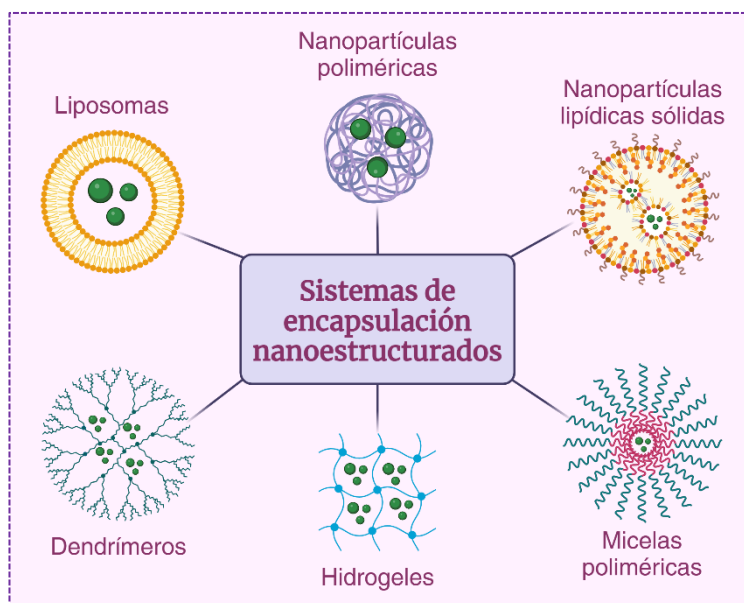 Nanopartículas
poliméricas
Liposomas
Nanopartículas
lipídicas sólidas
Sistemas de
encapsulación
nanoestructurados
Dendrímeros
Hidrogeles
Micelas
poliméricas